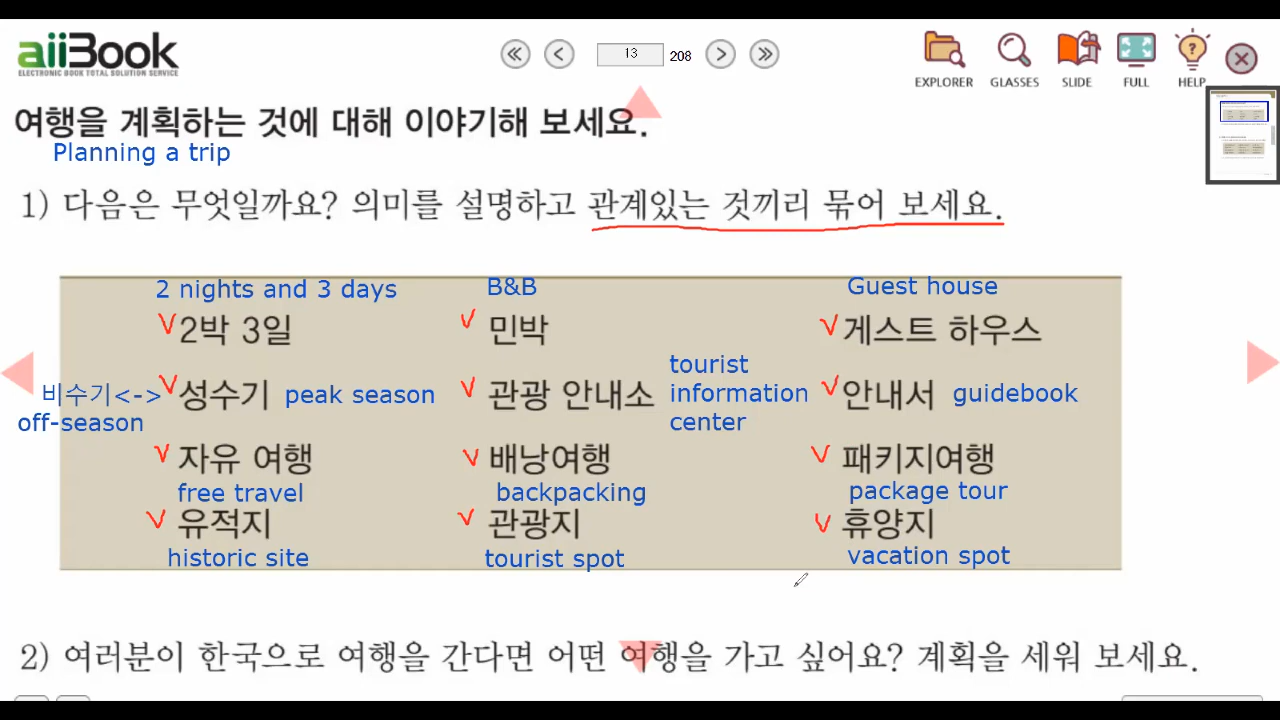 aiiBook
ELECTRONIC BOOK TOTAL SOLUTION SERVICE
13 208
EXPLORER GLASSES SLIDE FULL HELP
여행을 계획하는 것에 대해 이야기해 보세요.
Planning a trip
1) 다음은 무엇일까요? 의미를 설명하고 관계있는 것끼리 묶어 보세요.
2 nights and 3 days B&B Guest house
2박 3일 민박 게스트 하우스
비수기<-> 성수기 peak season 관광 안내소 tourist information center 안내서 guidebook
off-season
자유 여행 배낭여행 패키지여행
free travel backpacking package tour
유적지 관광지 휴양지
historic site tourist spot vacation spot
2) 여러분이 한국으로 여행을 간다면 어떤 여행을 가고 싶어요? 계획을 세워 보세요.